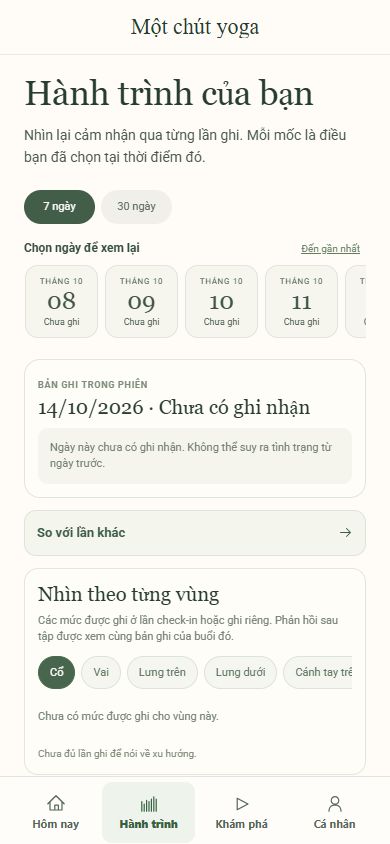 Một chút yoga
Hành trình của bạn
Nhìn lại cảm nhận qua từng lần ghi. Mỗi mốc là điều
bạn đã chọn tại thời điểm đó.
7 ngày
30 ngày
Chọn ngày để xem lại
Đến gần nhất
THÁNG 10
08
Chưa ghi
THÁNG 10
09
Chưa ghi
THÁNG 10
10
Chưa ghi
THÁNG 10
11
Chưa ghi
BẢN GHI TRONG PHIÊN
14/10/2026 · Chưa có ghi nhận
Ngày này chưa có ghi nhận. Không thể suy ra tình trạng từ
ngày trước.
So với lần khác
Nhìn theo từng vùng
Các mức được ghi ở lần check-in hoặc ghi riêng. Phản hồi sau
tập được xem cùng bản ghi của buổi đó.
Cổ
Vai
Lưng trên
Lưng dưới
Cánh tay
Chưa có mức được ghi cho vùng này.
Chưa đủ lần ghi để nói về xu hướng.
Hôm nay
Hành trình
Khám phá
Cá nhân